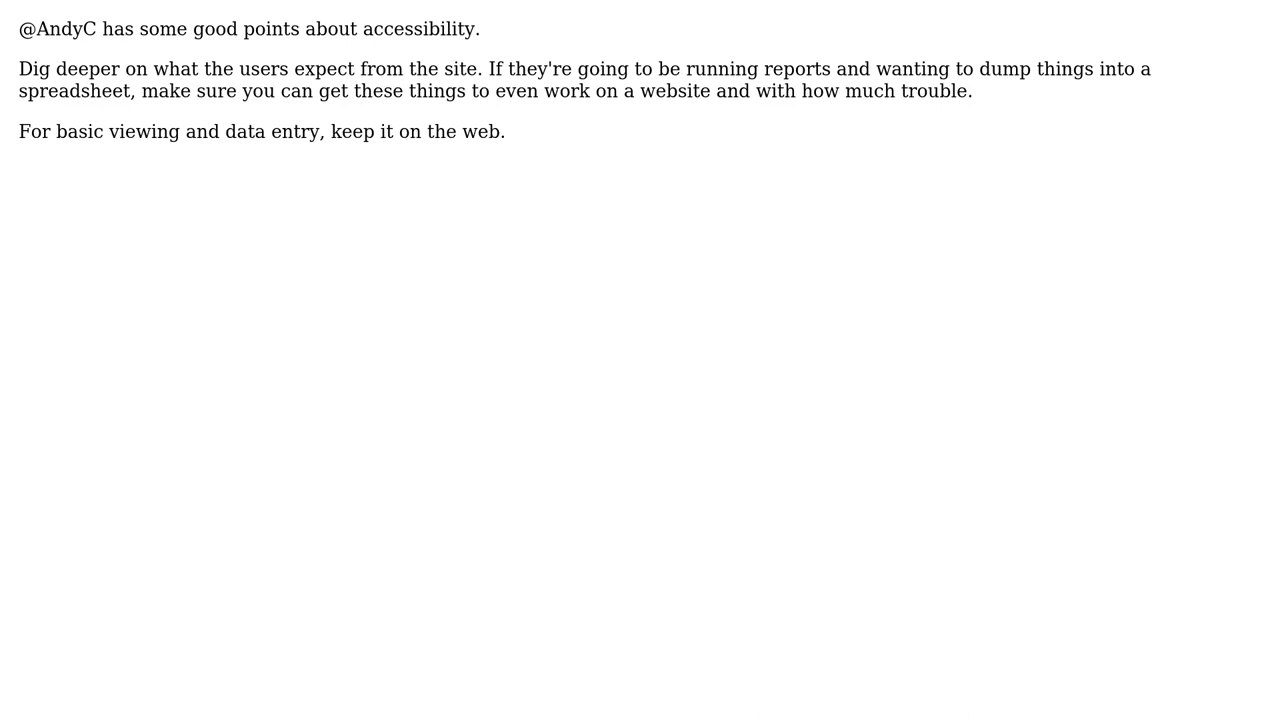 @AndyC has some good points about accessibility.
Dig deeper on what the users expect from the site. If they're going to be running reports and wanting to dump things into a
spreadsheet, make sure you can get these things to even work on a website and with how much trouble.
For basic viewing and data entry, keep it on the web.